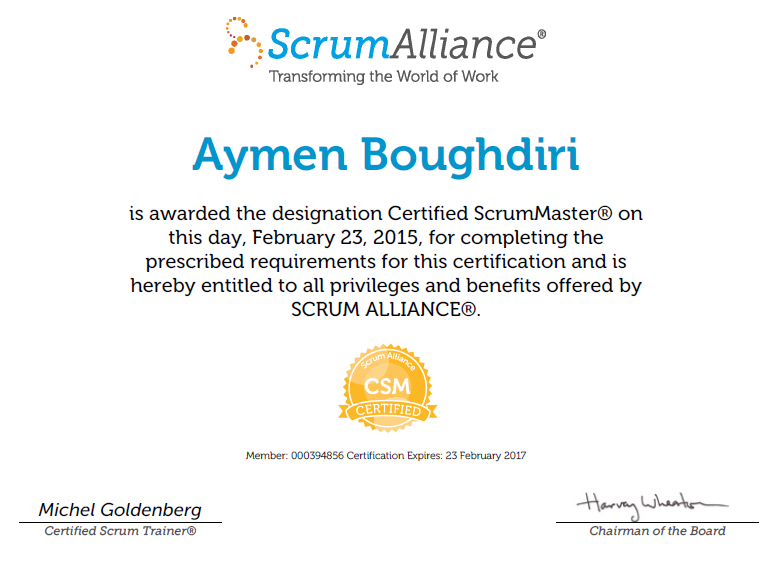 ScrumAlliance®
Transforming the World of Work
Aymen Boughdiri
is awarded the designation Certified ScrumMaster® on
this day, February 23, 2015, for completing the
prescribed requirements for this certification and is
hereby entitled to all privileges and benefits offered by
SCRUM ALLIANCE®.
Scrum Alliance
CSM
CERTIFIED
Member: 000394856 Certification Expires: 23 February 2017
Michel Goldenberg
Certified Scrum Trainer®
Harvey Wheaton
Chairman of the Board